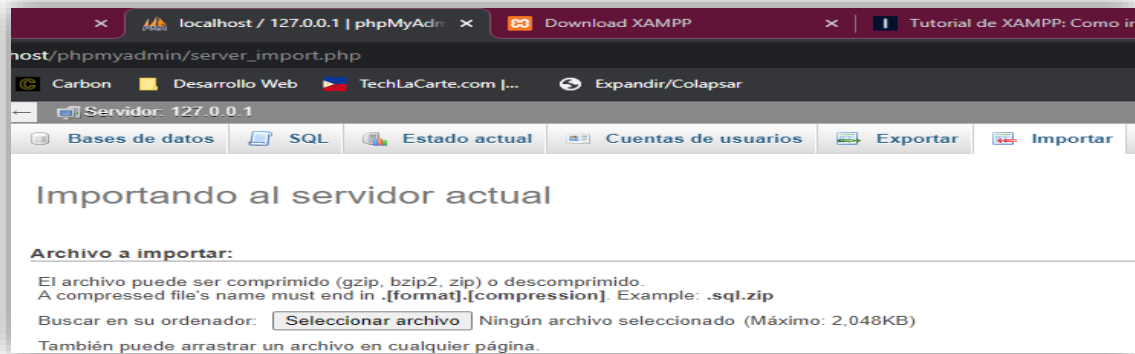 localhost / 127.0.0.1 | phpMyAdm
Download XAMPP
Tutorial de XAMPP: Como in
host/phpmyadmin/server_import.php
Carbon Desarrollo Web TechLaCarte.com |... Expandir/Colapsar
Servidor: 127.0.0.1
Bases de datos SQL Estado actual Cuentas de usuarios Exportar Importar
Importando al servidor actual
Archivo a importar:
El archivo puede ser comprimido (gzip, bzip2, zip) o descomprimido.
A compressed file's name must end in .[format].[compression]. Example: .sql.zip
Buscar en su ordenador: Seleccionar archivo Ningún archivo seleccionado (Máximo: 2,048KB)
También puede arrastrar un archivo en cualquier página.